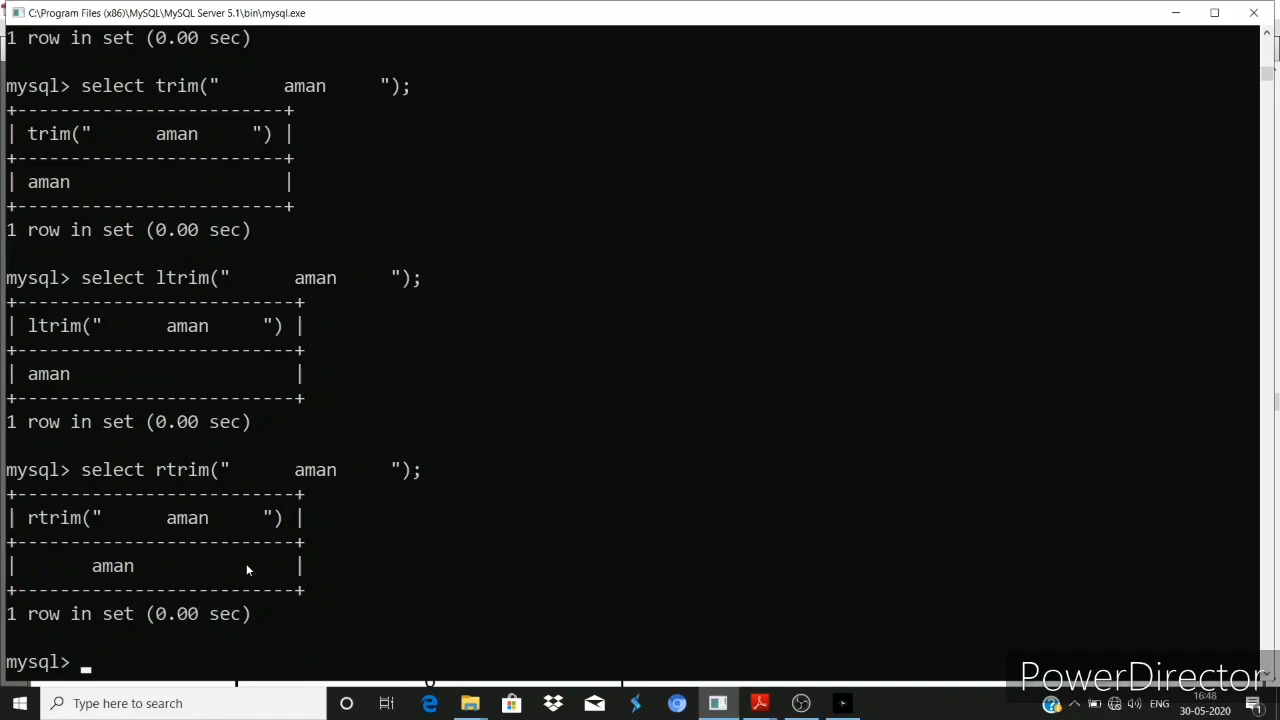 C:\Program Files (x86)\MySQL\MySQL Server 5.1\bin\mysql.exe
1 row in set (0.00 sec)
mysql> select trim("      aman     ");
+-------------------------+
| trim("      aman     ") |
+-------------------------+
| aman                    |
+-------------------------+
1 row in set (0.00 sec)
mysql> select ltrim("      aman     ");
+--------------------------+
| ltrim("      aman     ") |
+--------------------------+
| aman                     |
+--------------------------+
1 row in set (0.00 sec)
mysql> select rtrim("      aman     ");
+--------------------------+
| rtrim("      aman     ") |
+--------------------------+
|       aman               |
+--------------------------+
1 row in set (0.00 sec)
mysql> _
PowerDirector
Type here to search
ENG
16:48
30-05-2020